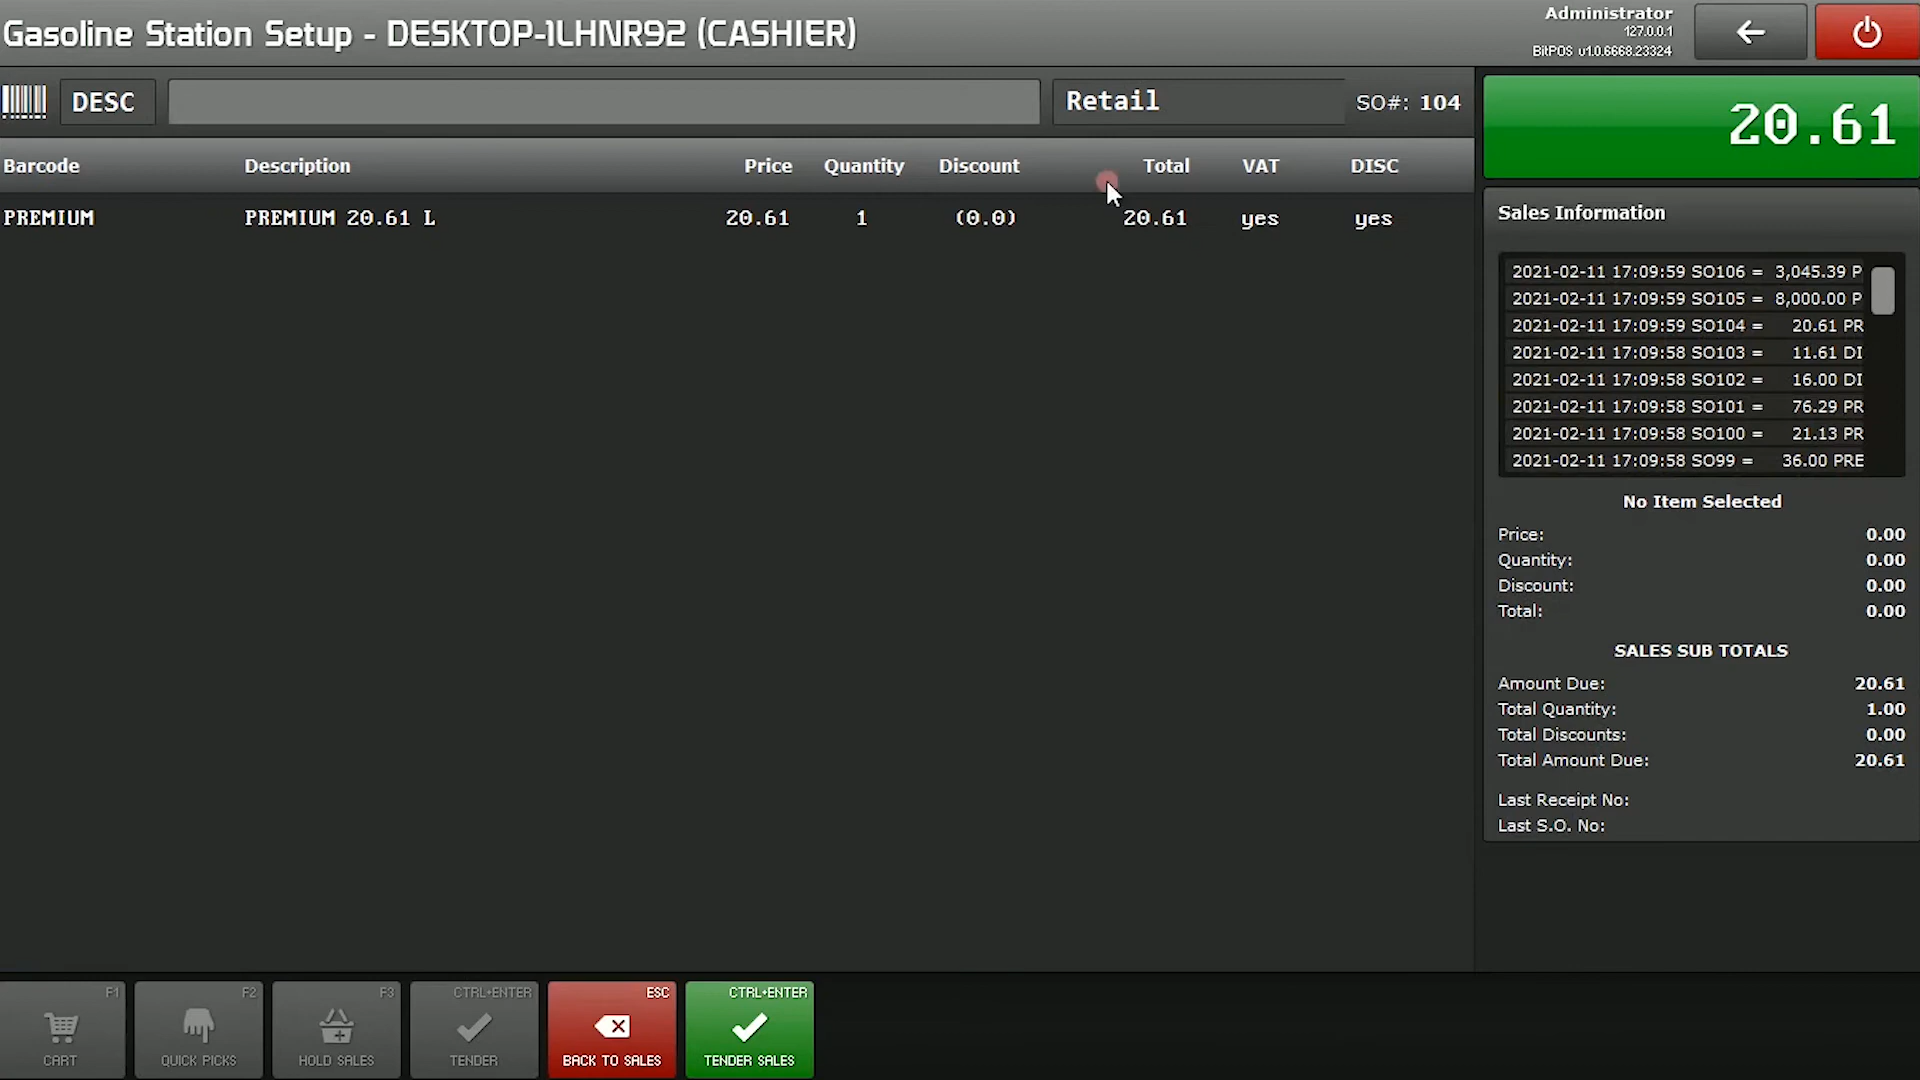 Gasoline Station Setup - DESKTOP-1LHNR92 (CASHIER)
Administrator
127.0.0.1
BitPOS v1.0.6668.23324
DESC
Retail
SO#: 104
20.61
Barcode Description Price Quantity Discount Total VAT DISC
PREMIUM PREMIUM 20.61 L 20.61 1 (0.0) 20.61 yes yes
Sales Information
2021-02-11 17:09:59 SO106 = 3,045.39 P
2021-02-11 17:09:59 SO105 = 8,000.00 P
2021-02-11 17:09:59 SO104 = 20.61 PR
2021-02-11 17:09:58 SO103 = 11.61 DI
2021-02-11 17:09:58 SO102 = 16.00 DI
2021-02-11 17:09:58 SO101 = 76.29 PR
2021-02-11 17:09:58 SO100 = 21.13 PR
2021-02-11 17:09:58 SO99 = 36.00 PRE
No Item Selected
Price: 0.00
Quantity: 0.00
Discount: 0.00
Total: 0.00
SALES SUB TOTALS
Amount Due: 20.61
Total Quantity: 1.00
Total Discounts: 0.00
Total Amount Due: 20.61
Last Receipt No:
Last S.O. No:
F1
CART
F2
QUICK PICKS
F3
HOLD SALES
CTRL+ENTER
TENDER
ESC
BACK TO SALES
CTRL+ENTER
TENDER SALES